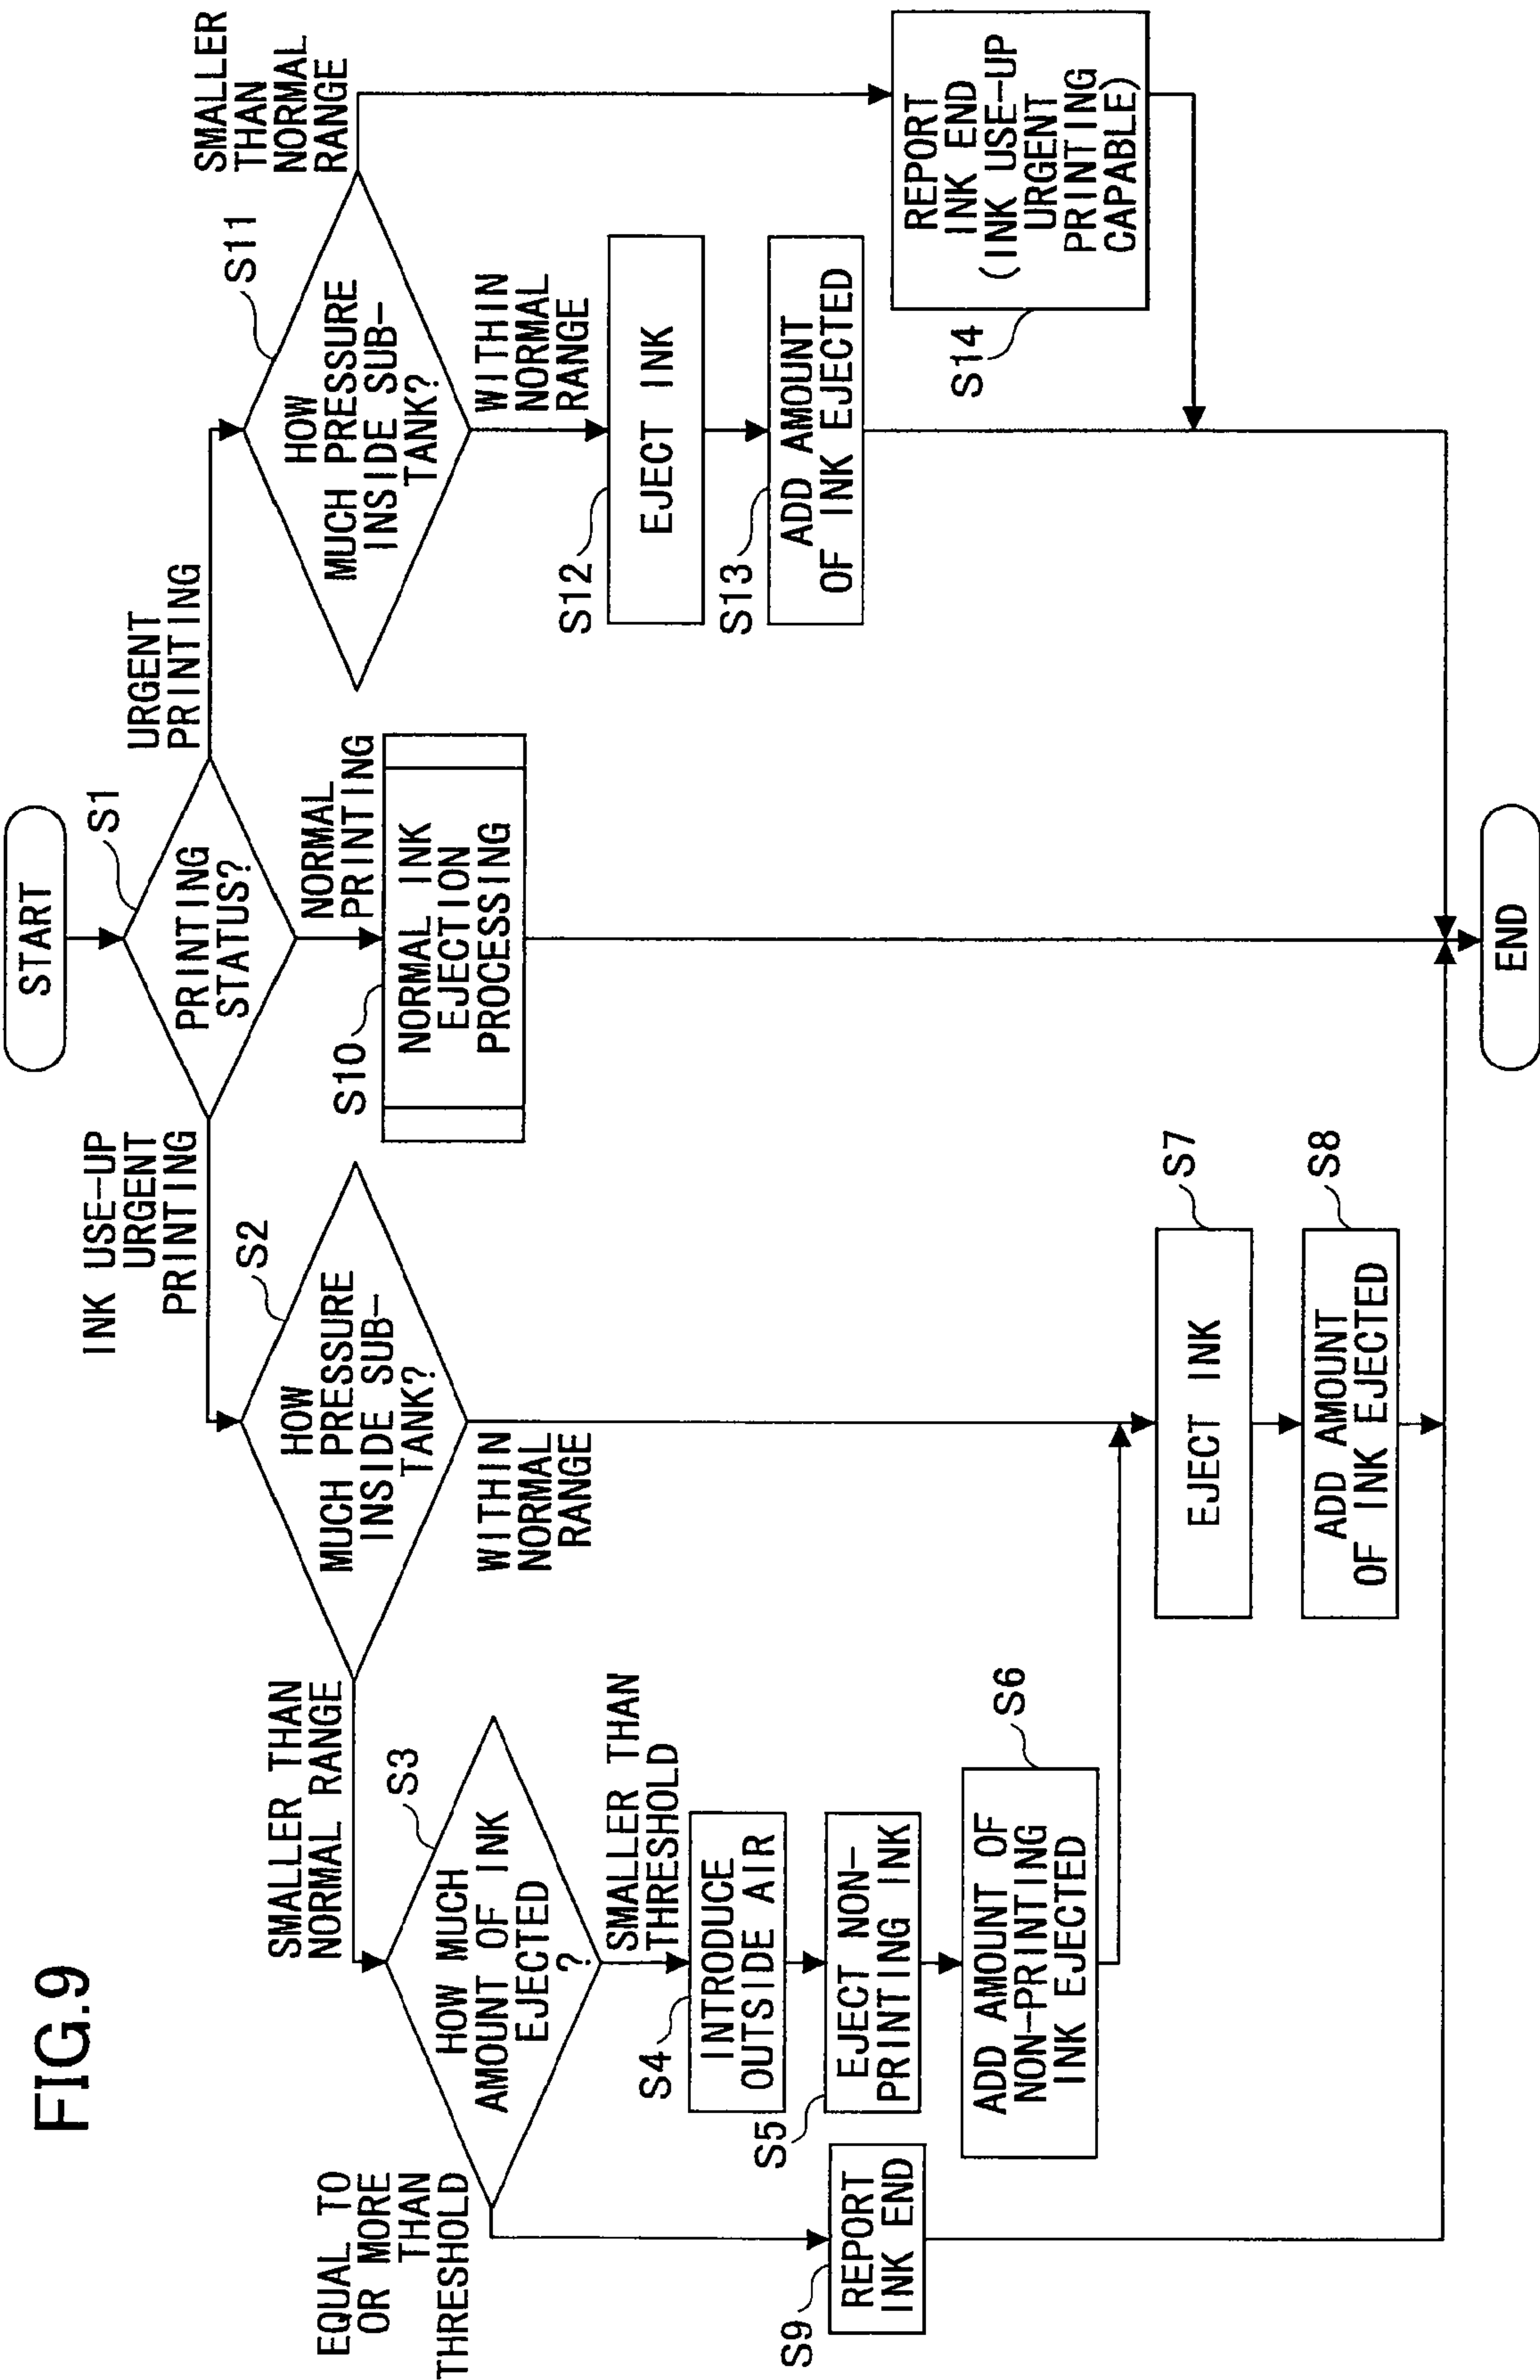 FIG.9
START
S1
PRINTING
STATUS?
INK USE-UP
URGENT
PRINTING
URGENT
PRINTING
NORMAL
PRINTING
S2
HOW
MUCH PRESSURE
INSIDE SUB-
TANK?
SMALLER THAN
NORMAL RANGE
WITHIN
NORMAL
RANGE
S3
HOW MUCH
AMOUNT OF INK
EJECTED
?
EQUAL TO
OR MORE
THAN
THRESHOLD
SMALLER THAN
THRESHOLD
S4
INTRODUCE
OUTSIDE AIR
S5
EJECT NON-
PRINTING INK
S6
ADD AMOUNT OF
NON-PRINTING
INK EJECTED
S7
EJECT INK
S8
ADD AMOUNT
OF INK EJECTED
S9
REPORT
INK END
S10
NORMAL INK
EJECTION
PROCESSING
S11
HOW
MUCH PRESSURE
INSIDE SUB-
TANK?
SMALLER
THAN
NORMAL
RANGE
WITHIN
NORMAL
RANGE
S12
EJECT INK
S13
ADD AMOUNT
OF INK EJECTED
S14
REPORT
INK END
(INK USE-UP
URGENT
PRINTING
CAPABLE)
END